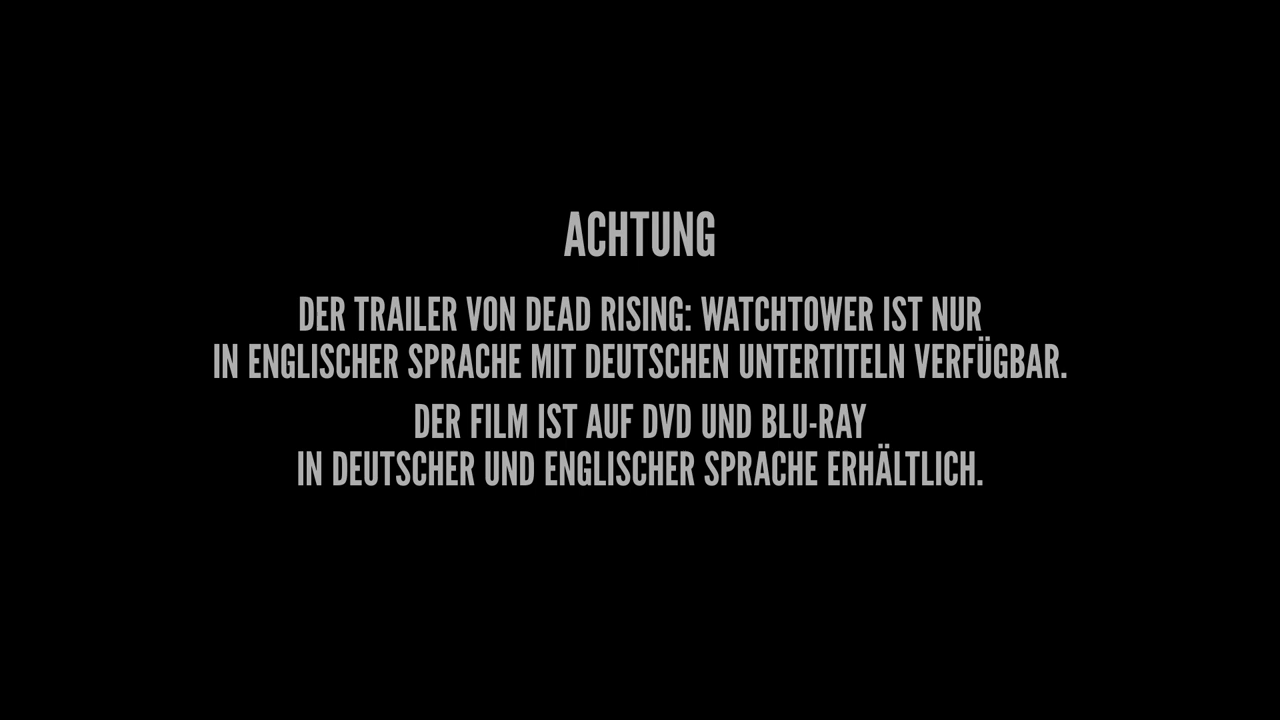 ACHTUNG
DER TRAILER VON DEAD RISING: WATCHTOWER IST NUR
IN ENGLISCHER SPRACHE MIT DEUTSCHEN UNTERTITELN VERFÜGBAR.
DER FILM IST AUF DVD UND BLU-RAY
IN DEUTSCHER UND ENGLISCHER SPRACHE ERHÄLTLICH.